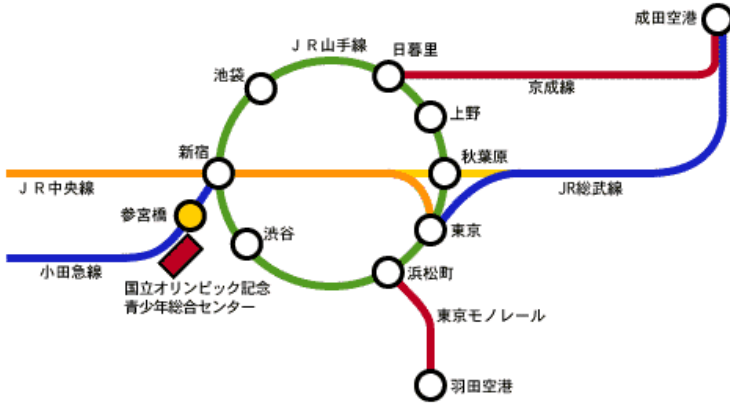 成田空港
ＪＲ山手線
日暮里
池袋
京成線
上野
新宿
秋葉原
ＪＲ中央線
JR総武線
参宮橋
渋谷
東京
小田急線
浜松町
国立オリンピック記念
青少年総合センター
東京モノレール
羽田空港